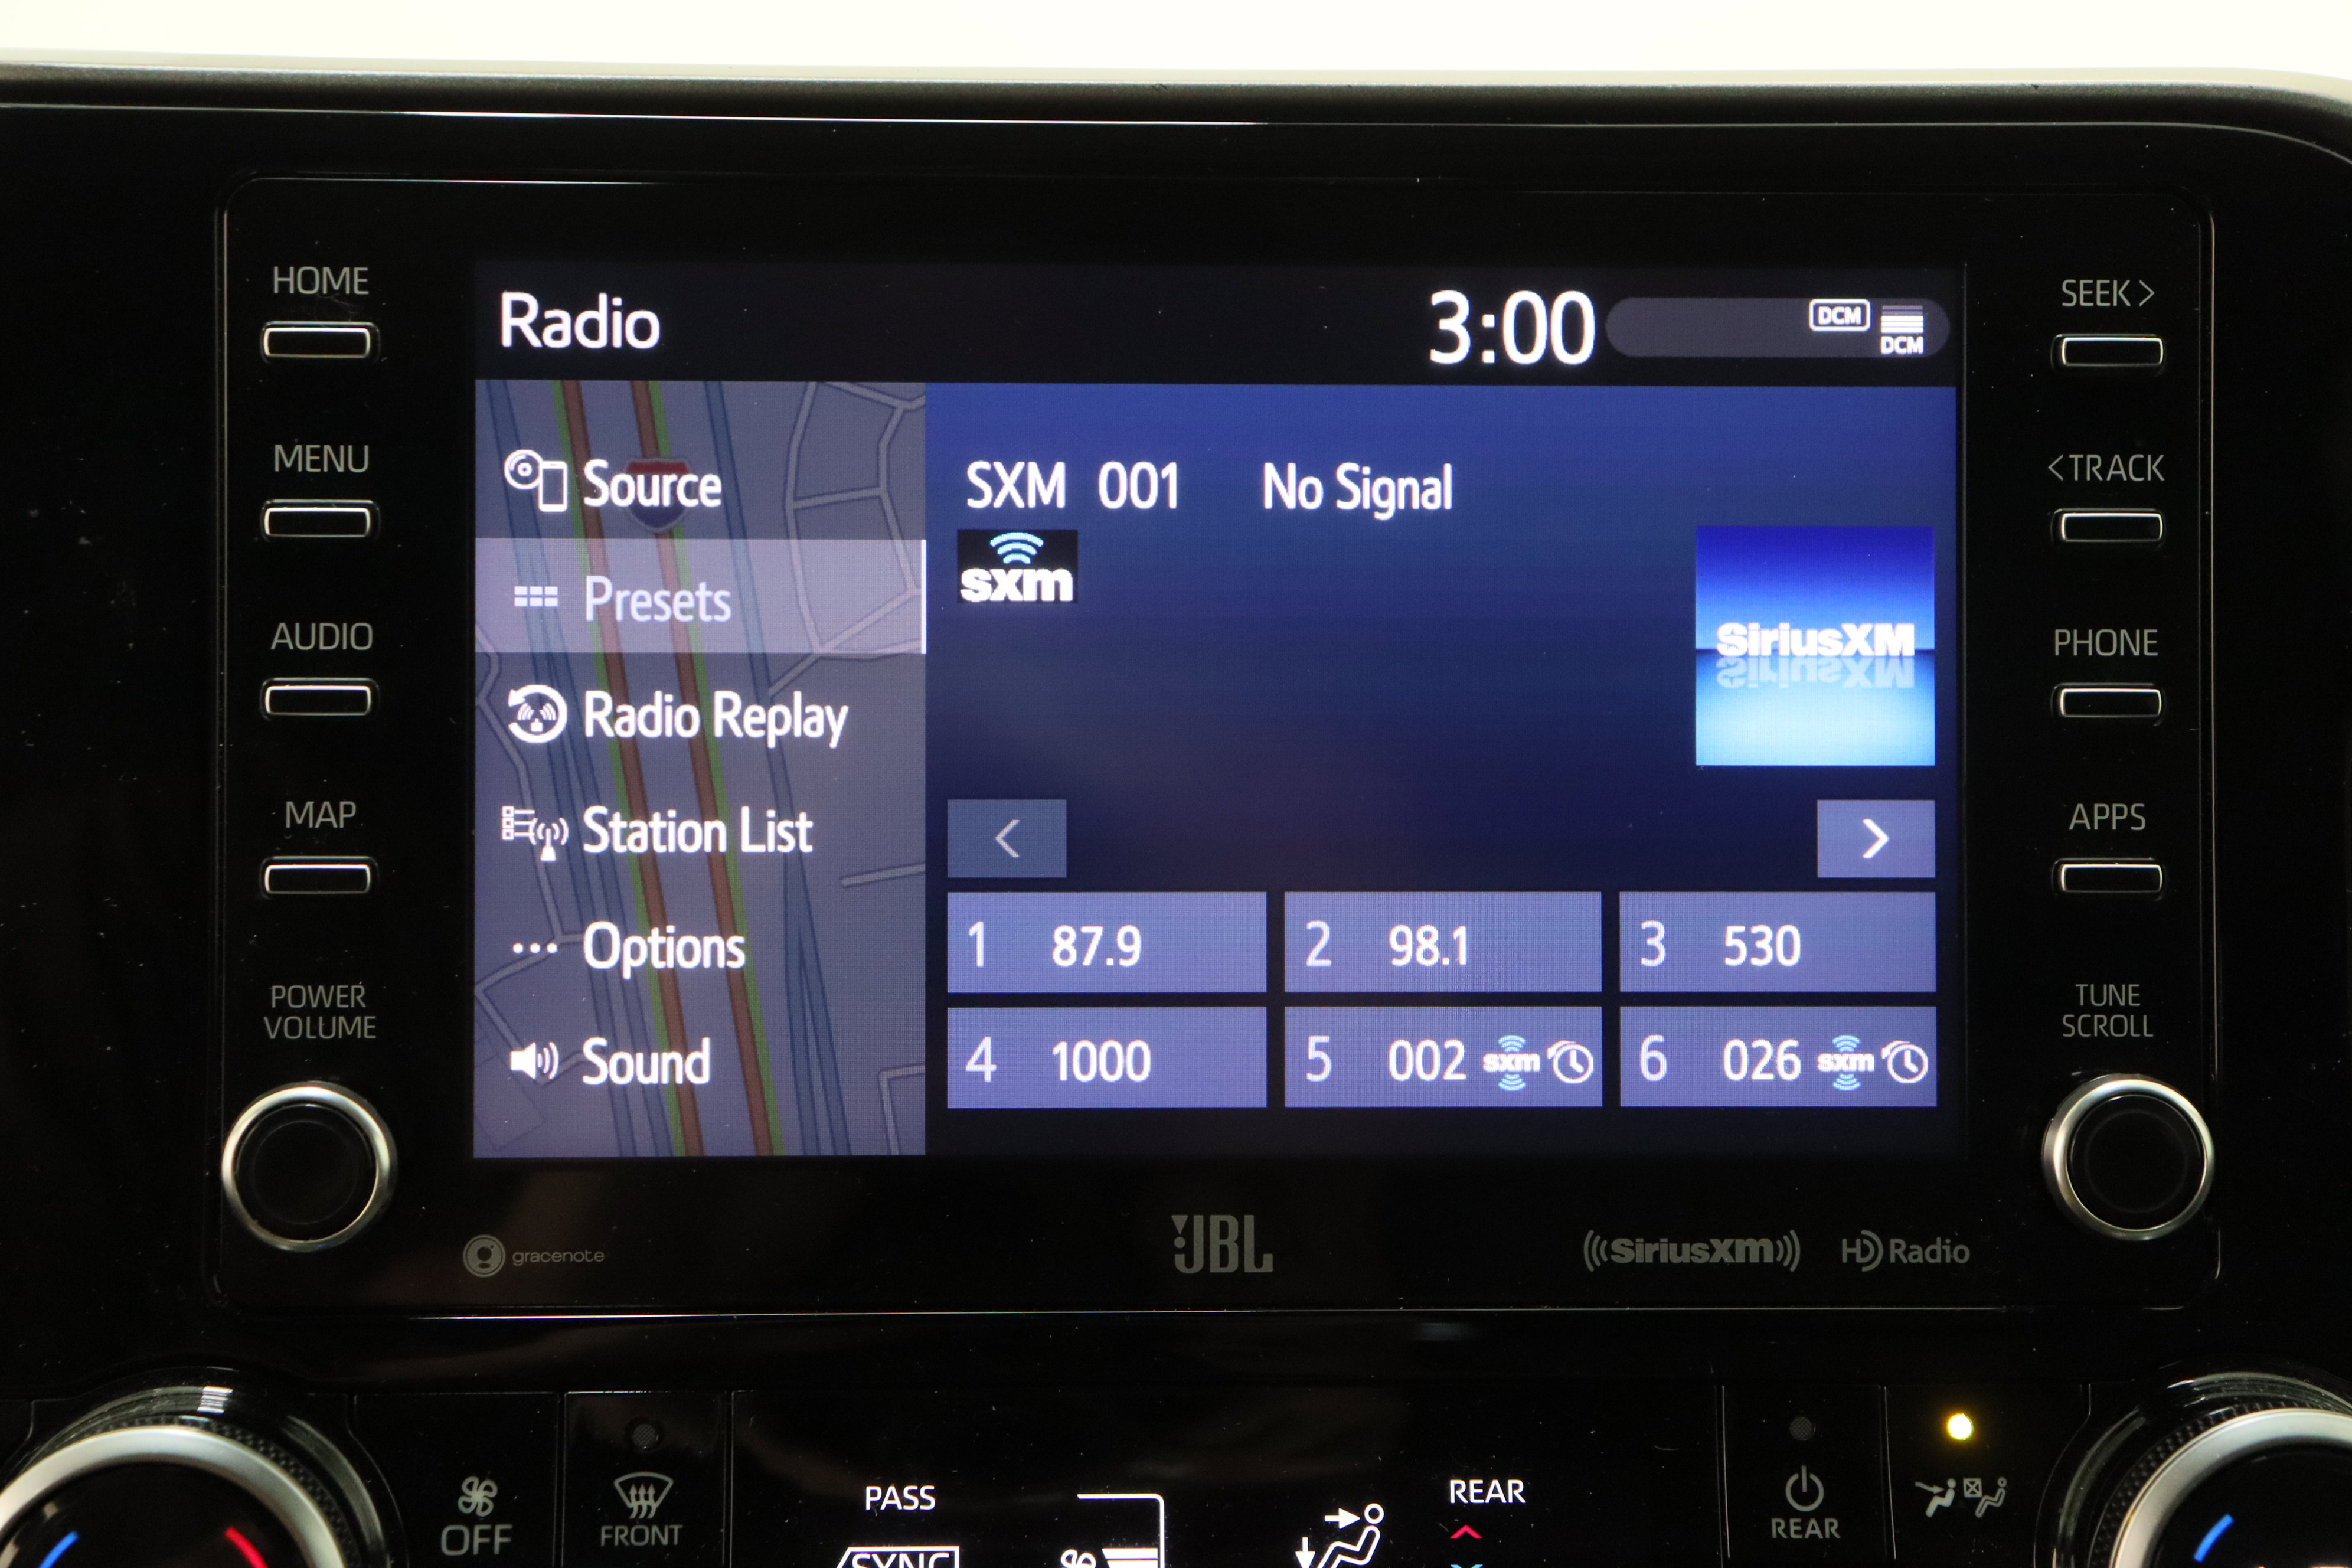 HOME
MENU
AUDIO
MAP
POWER
VOLUME
Radio
3:00
DCM
DCM
Source
Presets
Radio Replay
Station List
Options
Sound
SXM 001 No Signal
sxm
SiriusXM
<
>
1 87.9
2 98.1
3 530
4 1000
5 002 sxm
6 026 sxm
SEEK >
< TRACK
PHONE
APPS
TUNE
SCROLL
gracenote
JBL
((SiriusXM))
HD Radio
OFF
FRONT
PASS
SYNC
REAR
REAR